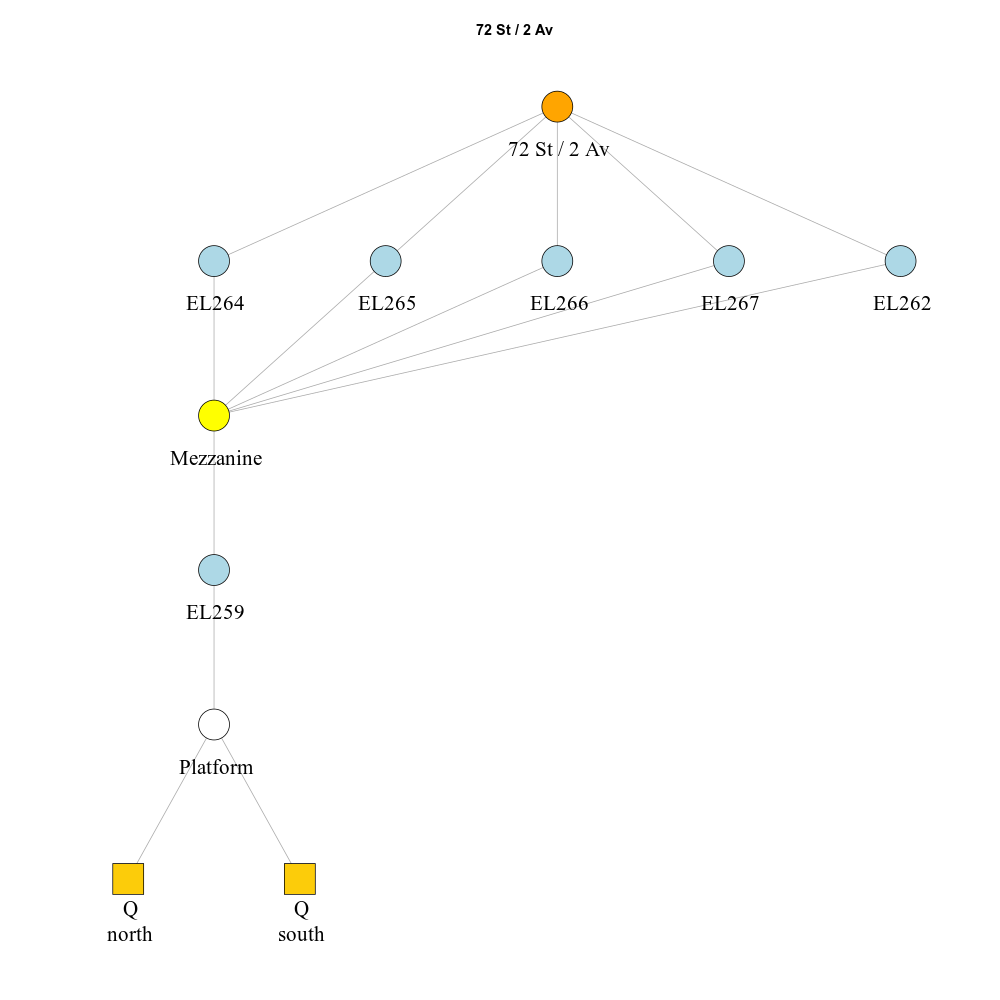 72 St / 2 Av
72 St / 2 Av
EL264
EL265
EL266
EL267
EL262
Mezzanine
EL259
Platform
Q
north
Q
south